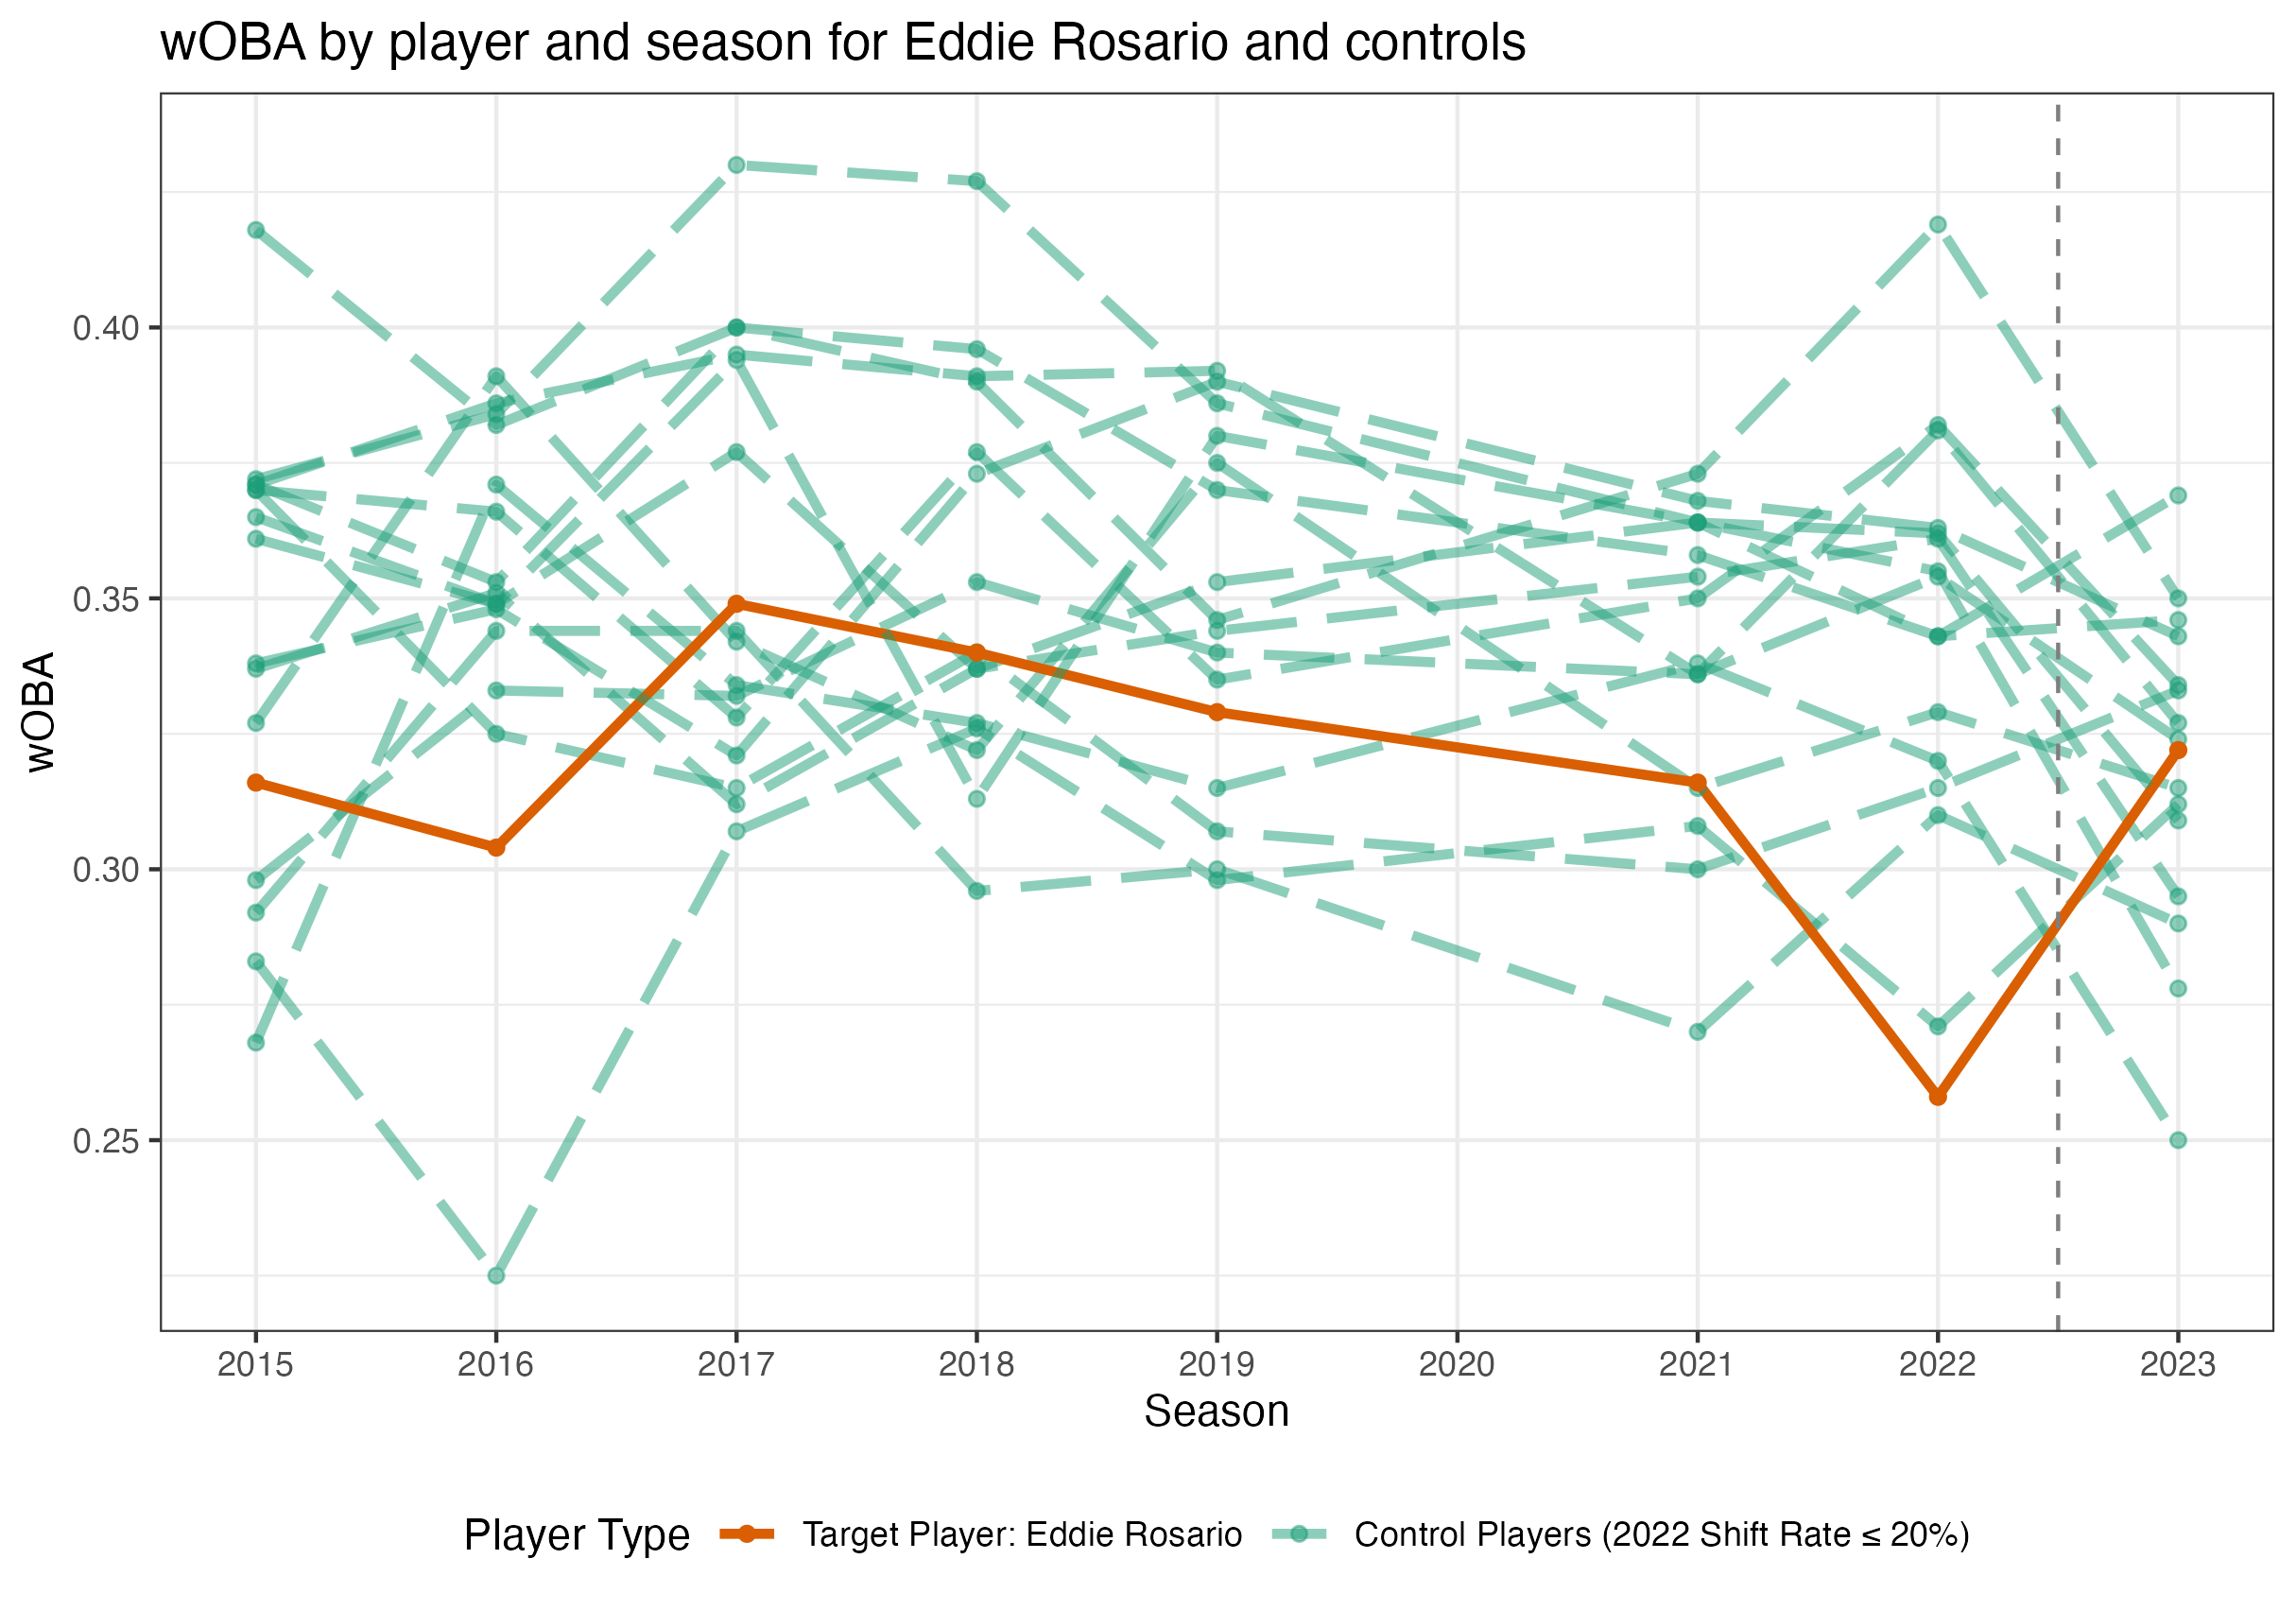 wOBA by player and season for Eddie Rosario and controls
wOBA
0.40
0.35
0.30
0.25
2015 2016 2017 2018 2019 2020 2021 2022 2023
Season
Player Type Target Player: Eddie Rosario Control Players (2022 Shift Rate ≤ 20%)